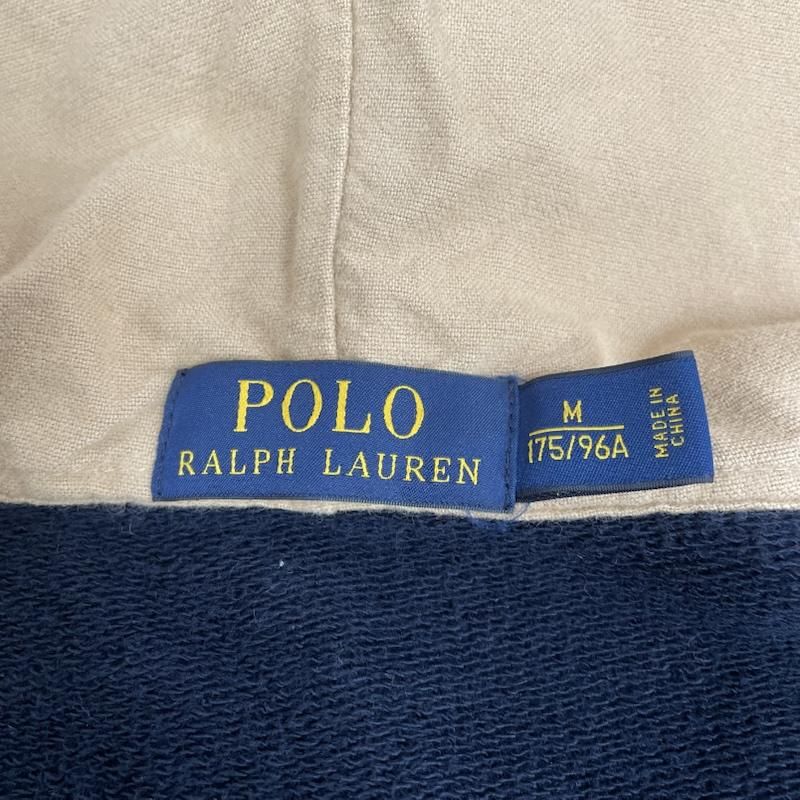 POLO
RALPH LAUREN
M
175/96A
MADE IN
CHINA